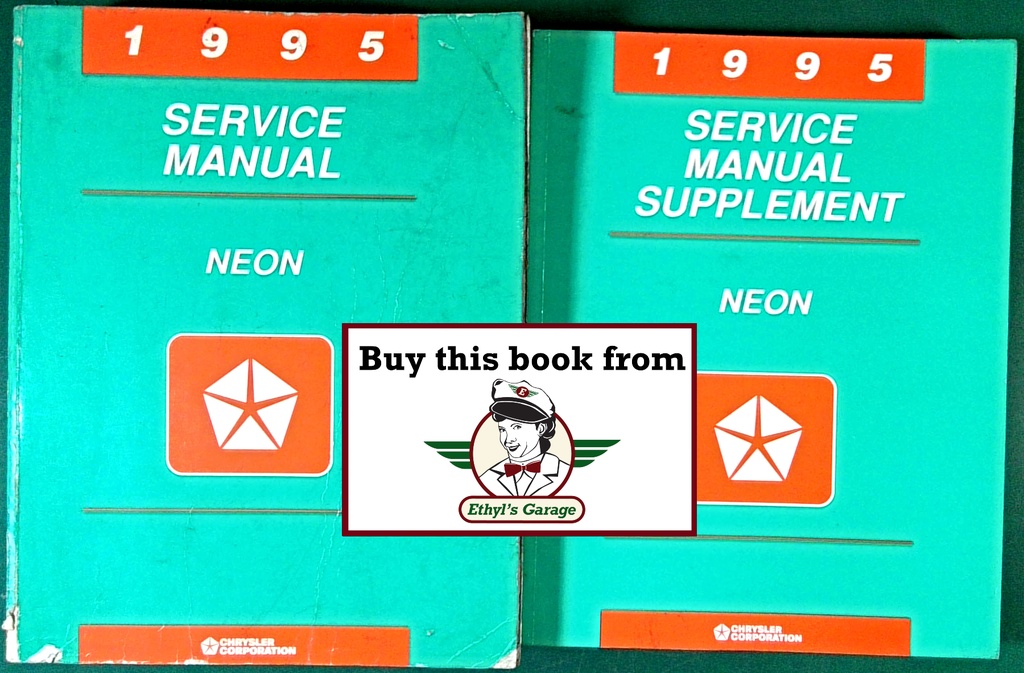 1 9 9 5
SERVICE
MANUAL
NEON
CHRYSLER
CORPORATION
1 9 9 5
SERVICE
MANUAL
SUPPLEMENT
NEON
CHRYSLER
CORPORATION
Buy this book from
E
Ethyl's Garage